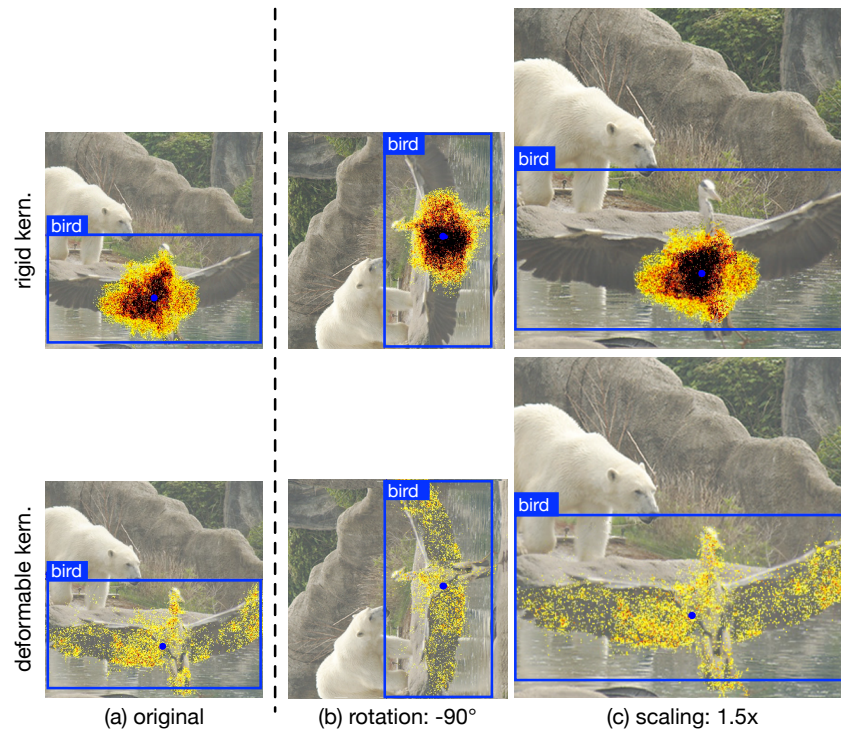 rigid kern.
bird
bird
bird
deformable kern.
bird
bird
bird
(a) original
(b) rotation: -90°
(c) scaling: 1.5x